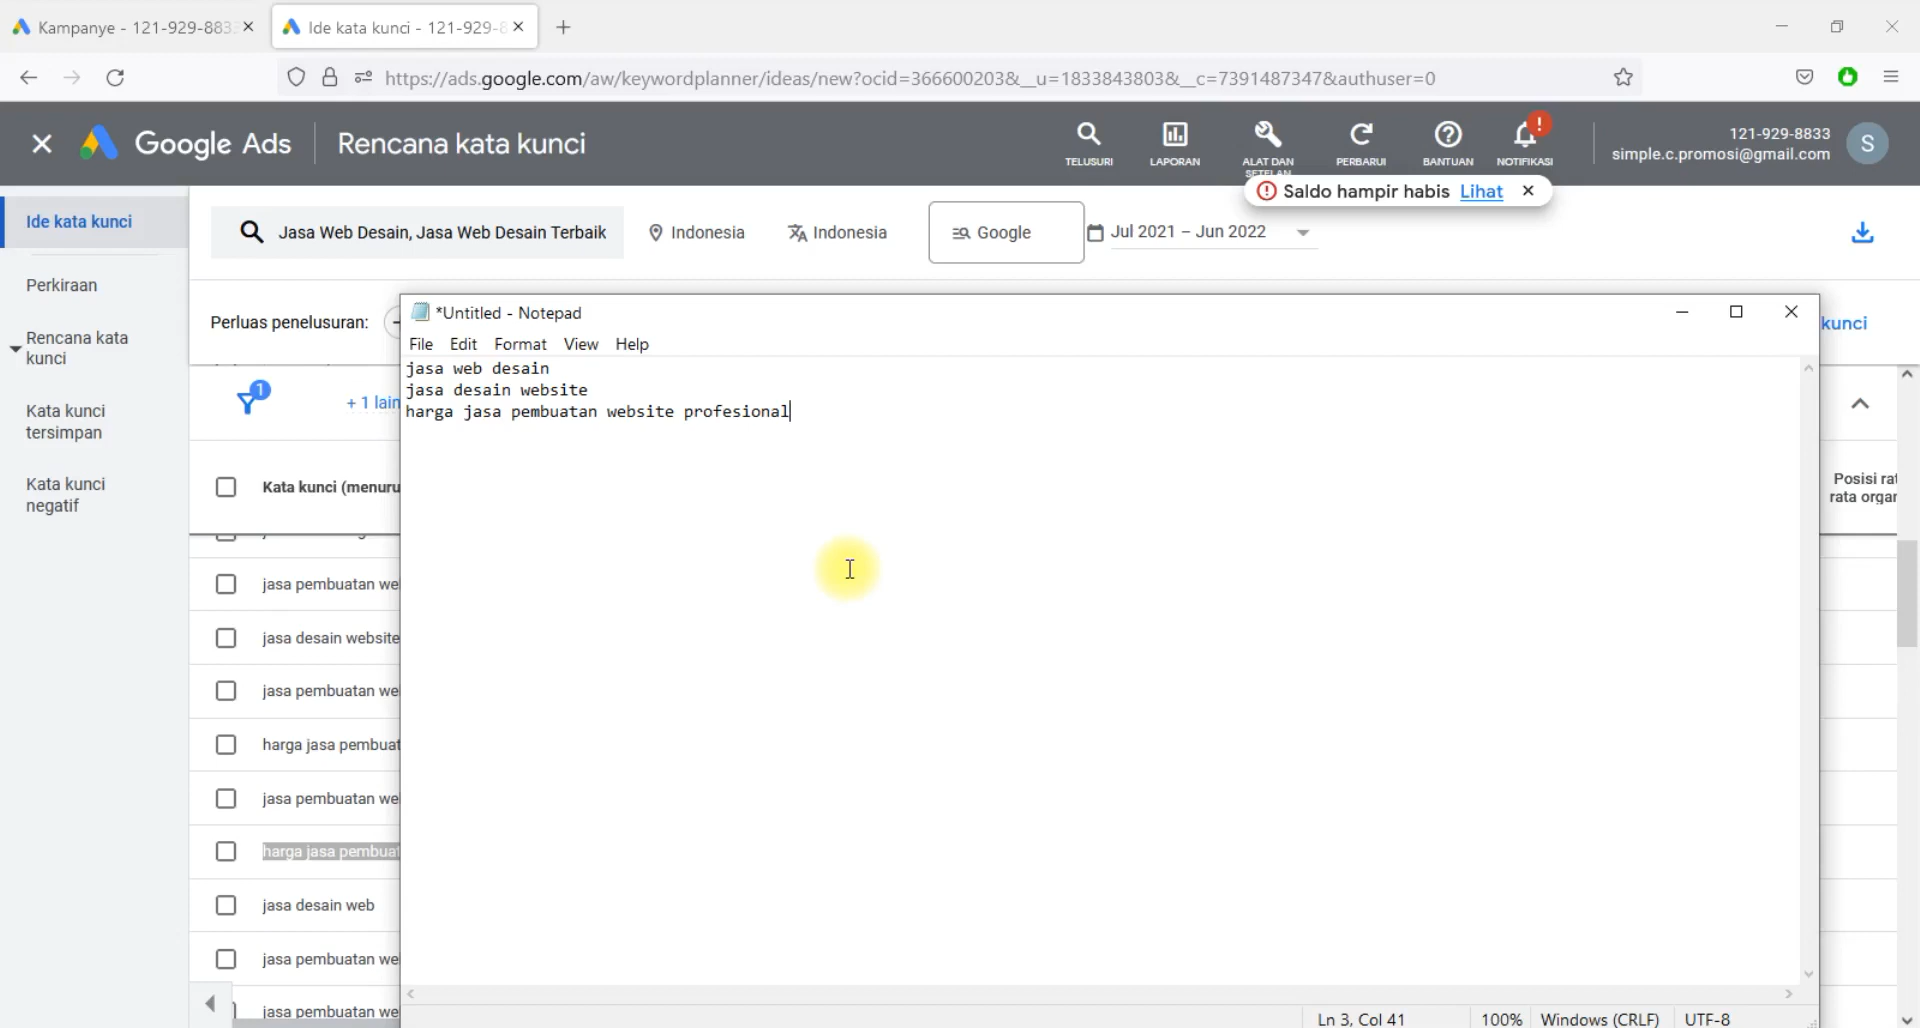 Kampanye - 121-929-883
Ide kata kunci - 121-929-8
https://ads.google.com/aw/keywordplanner/ideas/new?ocid=366600203&__u=1833843803&__c=7391487347&authuser=0
Google Ads
Rencana kata kunci
TELUSURI
LAPORAN
ALAT DAN
SETELAN
PERBARUI
BANTUAN
NOTIFIKASI
121-929-8833
simple.c.promosi@gmail.com
S
Saldo hampir habis Lihat
Ide kata kunci
Perkiraan
Rencana kata
kunci
Kata kunci
tersimpan
Kata kunci
negatif
Jasa Web Desain, Jasa Web Desain Terbaik
Indonesia
Indonesia
Google
Jul 2021 – Jun 2022
Perluas penelusuran:
kunci
1
+ 1 lain
Kata kunci (menuru
Posisi rat
rata organ
jasa pembuatan we
jasa desain website
jasa pembuatan we
harga jasa pembuat
jasa pembuatan we
harga jasa pembuat
jasa desain web
jasa pembuatan we
jasa pembuatan we
*Untitled - Notepad
File Edit Format View Help
jasa web desain
jasa desain website
harga jasa pembuatan website profesional
Ln 3, Col 41
100%
Windows (CRLF)
UTF-8